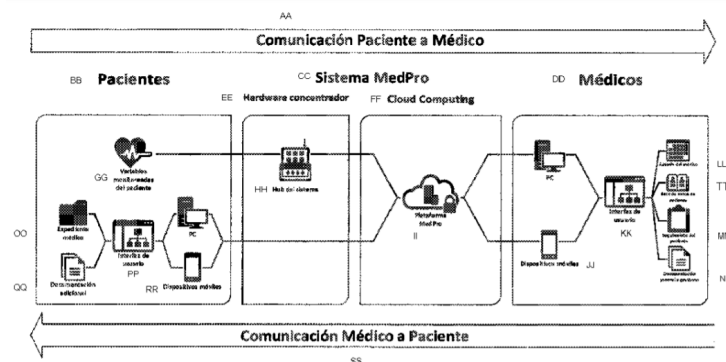 AA
Comunicación Paciente a Médico
BB Pacientes
CC Sistema MedPro
DD Médicos
EE Hardware concentrador
FF Cloud Computing
GG
Variables
monitoreadas
del paciente
HH
Hub del sistema
Plataforma
MedPro
II
PC
Dispositivos móviles
JJ
Interfaz de
usuario
KK
LL
TT
OO
Expediente
médico
QQ
Documentación
adicional
Interfaz de
usuario
PP
PC
RR
Dispositivos móviles
Comunicación Médico a Paciente
SS